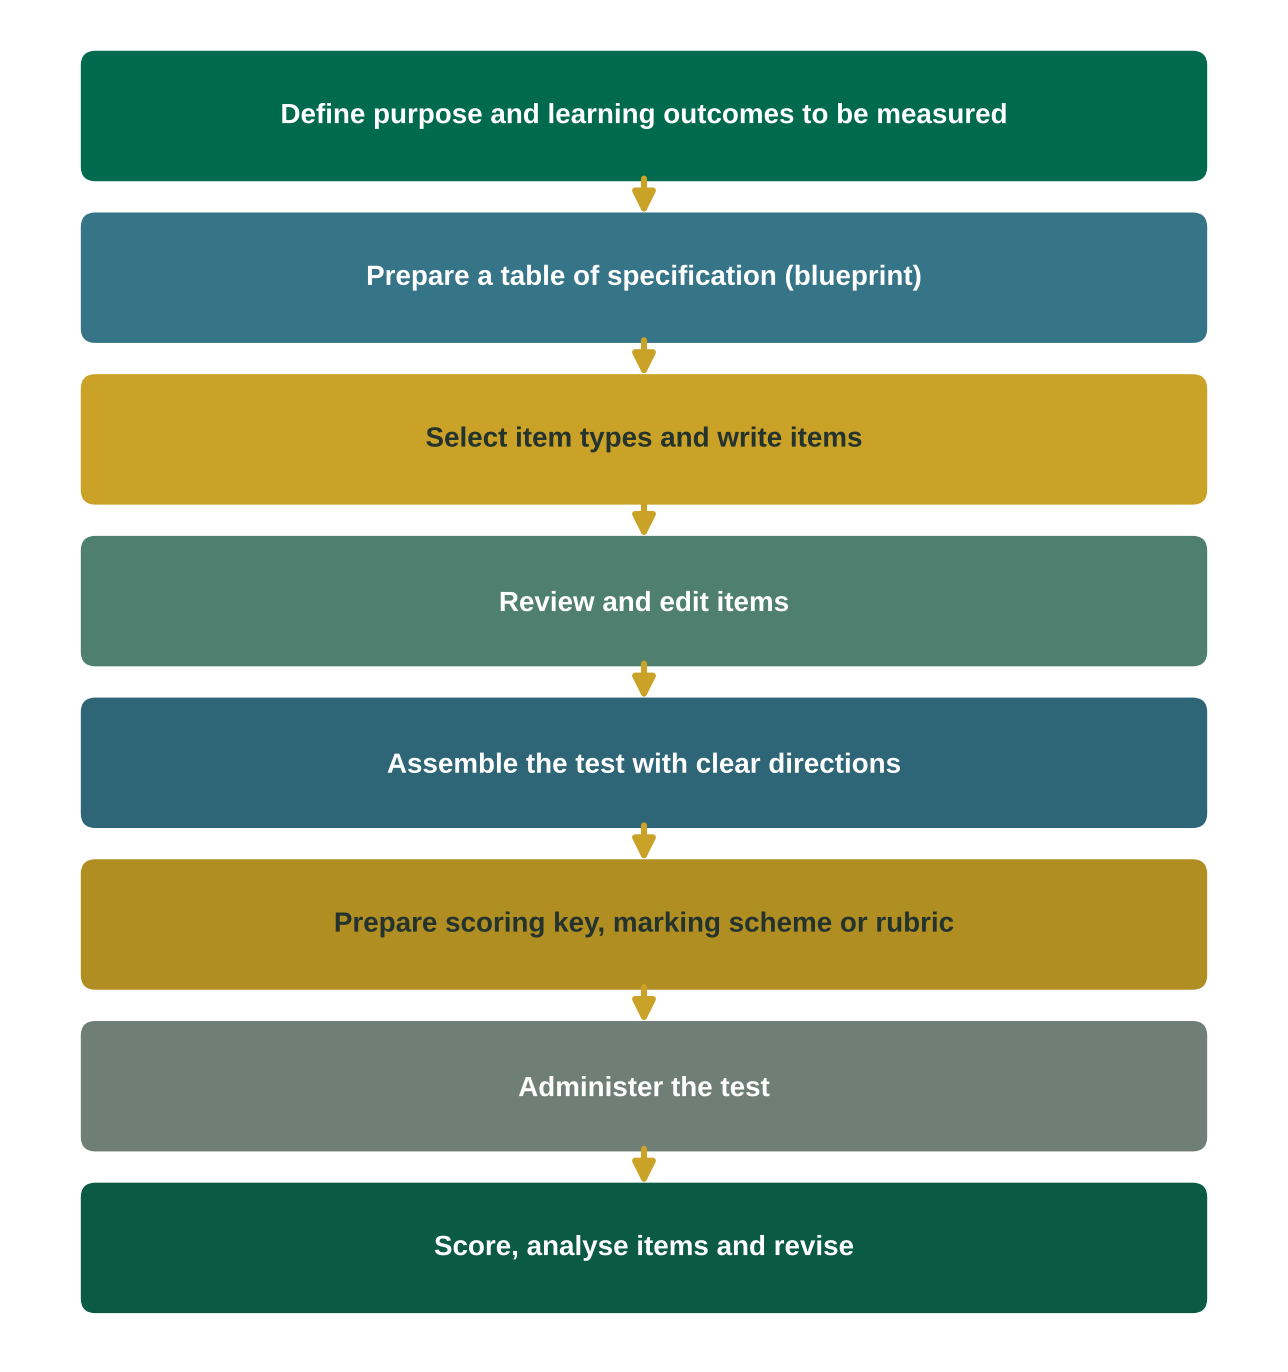 Define purpose and learning outcomes to be measured
Prepare a table of specification (blueprint)
Select item types and write items
Review and edit items
Assemble the test with clear directions
Prepare scoring key, marking scheme or rubric
Administer the test
Score, analyse items and revise